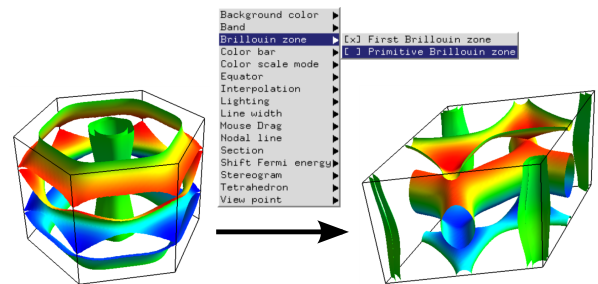 Background color
Band
Brillouin zone
[x] First Brillouin zone
[ ] Primitive Brillouin zone
Color bar
Color scale mode
Equator
Interpolation
Lighting
Line width
Mouse Drag
Nodal line
Section
Shift Fermi energy
Stereogram
Tetrahedron
View point